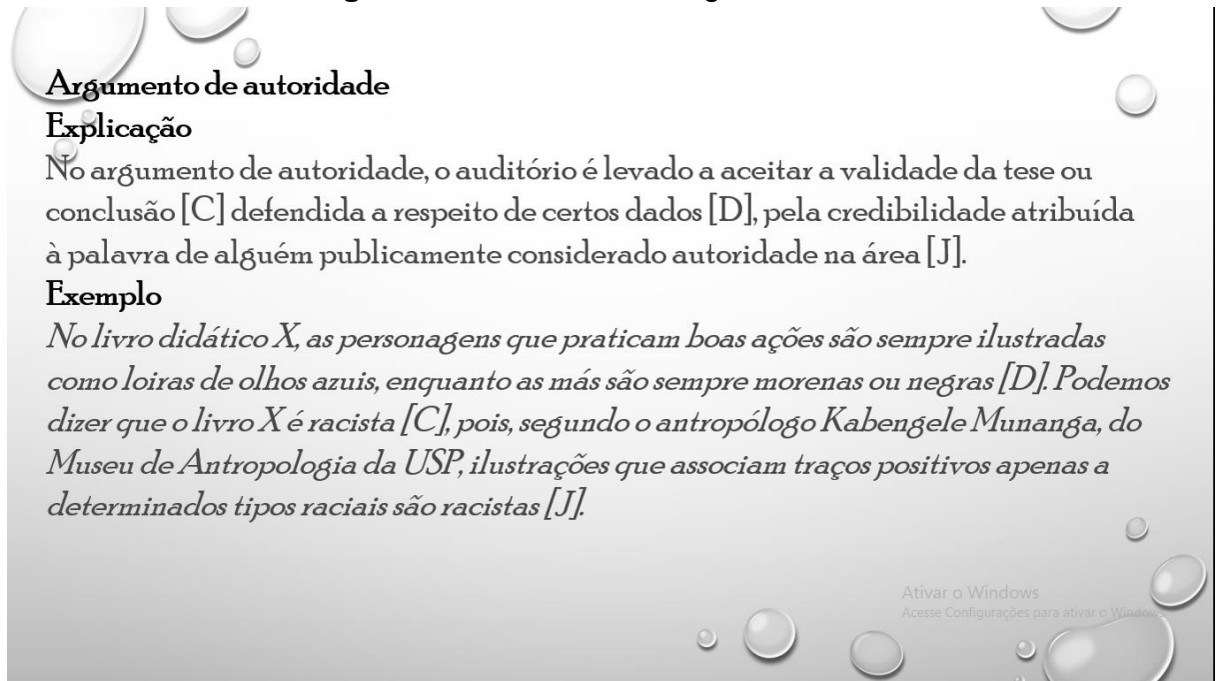 Argumento de autoridade
Explicação
No argumento de autoridade, o auditório é levado a aceitar a validade da tese ou
conclusão [C] defendida a respeito de certos dados [D], pela credibilidade atribuída
à palavra de alguém publicamente considerado autoridade na área [J].
Exemplo
No livro didático X, as personagens que praticam boas ações são sempre ilustradas
como loiras de olhos azuis, enquanto as más são sempre morenas ou negras [D]. Podemos
dizer que o livro X é racista [C], pois, segundo o antropólogo Kabengele Munanga, do
Museu de Antropologia da USP, ilustrações que associam traços positivos apenas a
determinados tipos raciais são racistas [J].
Ativar o Windows
Acesse Configurações para ativar o Windows.